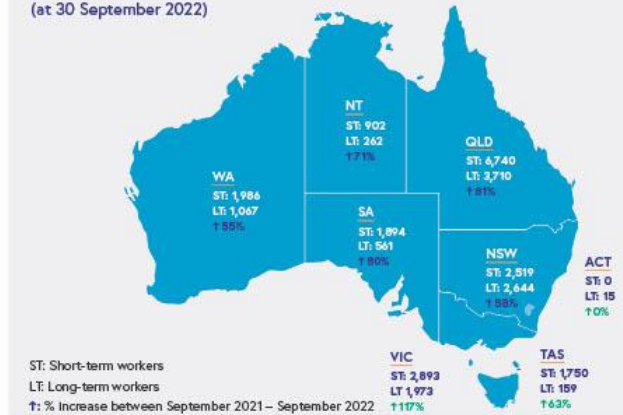 (at 30 September 2022)
NT
ST: 902
LT: 262
↑71%
QLD
ST: 6,740
LT: 3,710
↑81%
WA
ST: 1,986
LT: 1,067
↑55%
SA
ST: 1,894
LT: 561
↑80%
NSW
ST: 2,519
LT: 2,644
↑58%
ACT
ST: 0
LT: 15
↑0%
VIC
ST: 2,893
LT 1,973
↑117%
TAS
ST: 1,750
LT: 159
↑63%
ST: Short-term workers
LT: Long-term workers
↑: % Increase between September 2021 – September 2022